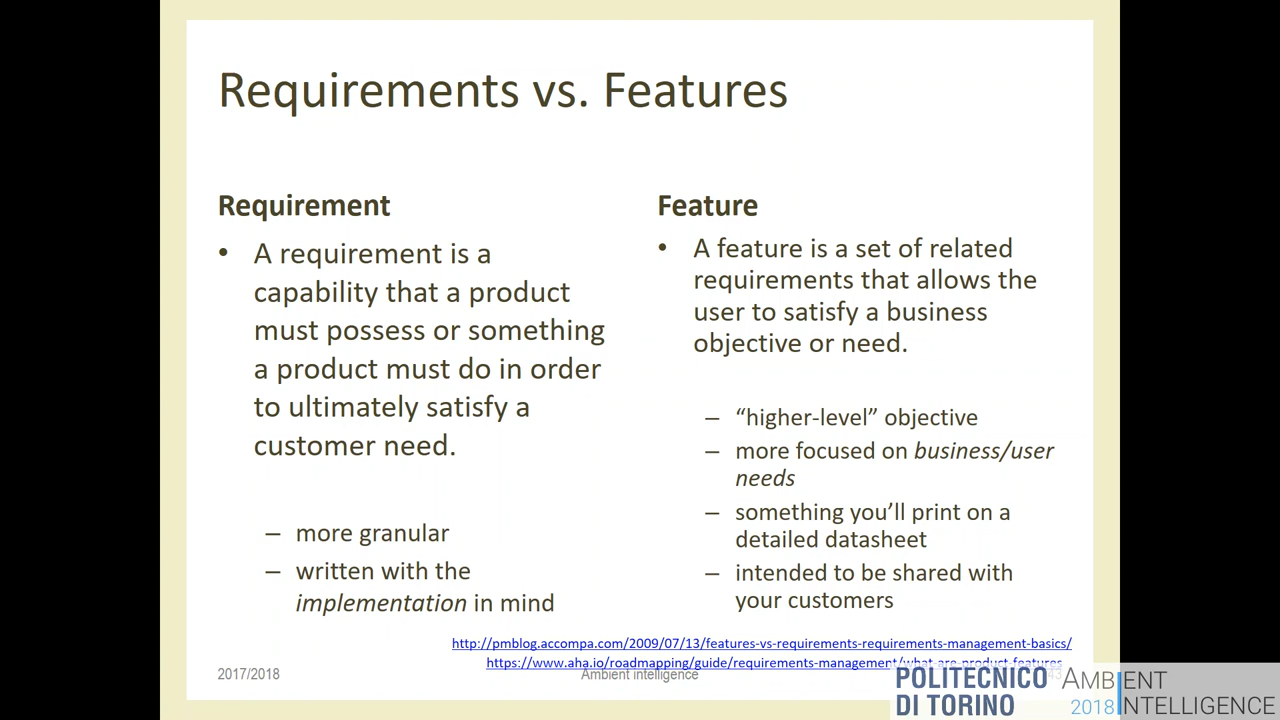 Requirements vs. Features
Requirement
• A requirement is a
capability that a product
must possess or something
a product must do in order
to ultimately satisfy a
customer need.
– more granular
– written with the
implementation in mind
Feature
• A feature is a set of related
requirements that allows the
user to satisfy a business
objective or need.
– “higher-level” objective
– more focused on business/user
needs
– something you’ll print on a
detailed datasheet
– intended to be shared with
your customers
http://pmblog.accompa.com/2009/07/13/features-vs-requirements-requirements-management-basics/
https://www.aha.io/roadmapping/guide/requirements-management/what-are-product-features
2017/2018
Ambient intelligence
43
POLITECNICO
DI TORINO
AMBIENT
2018 INTELLIGENCE